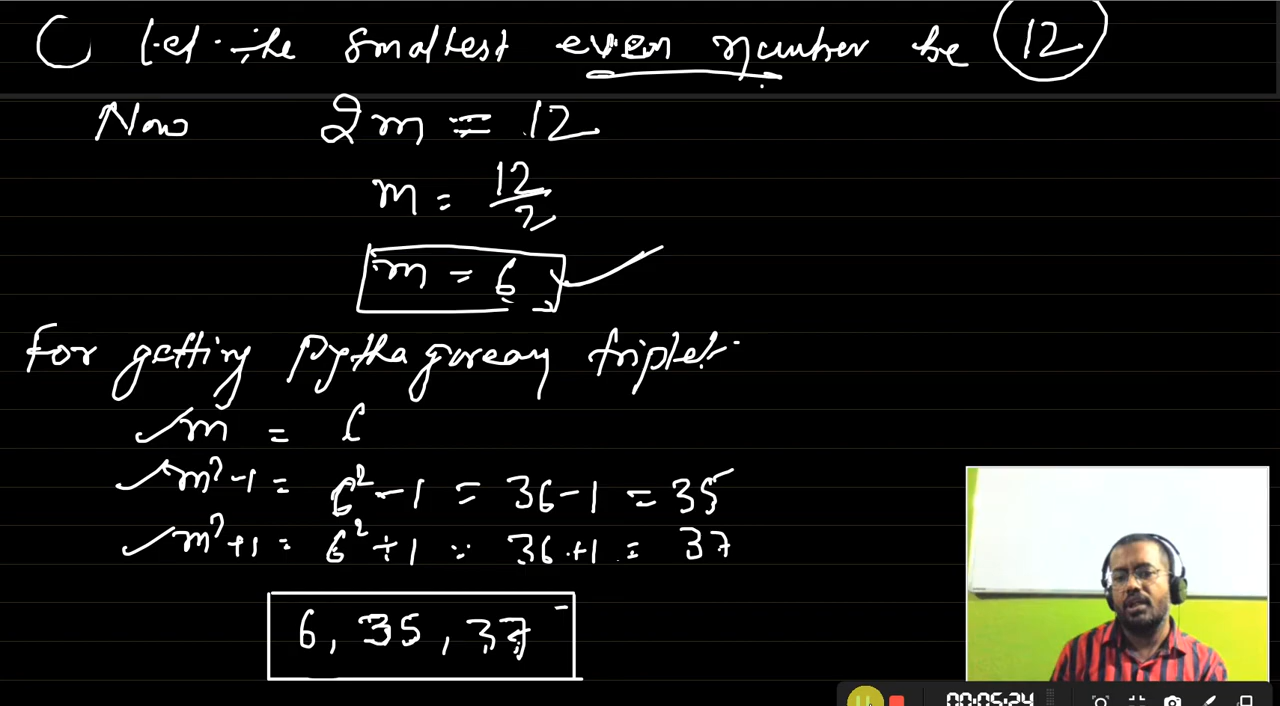 Let the smallest even number be 12
Now 2m = 12
m = 12/2
m = 6
For getting Pythagorean triplet
m = 6
m²-1 = 6²-1 = 36-1 = 35
m²+1 = 6²+1 = 36+1 = 37
6, 35, 37
00:05:24